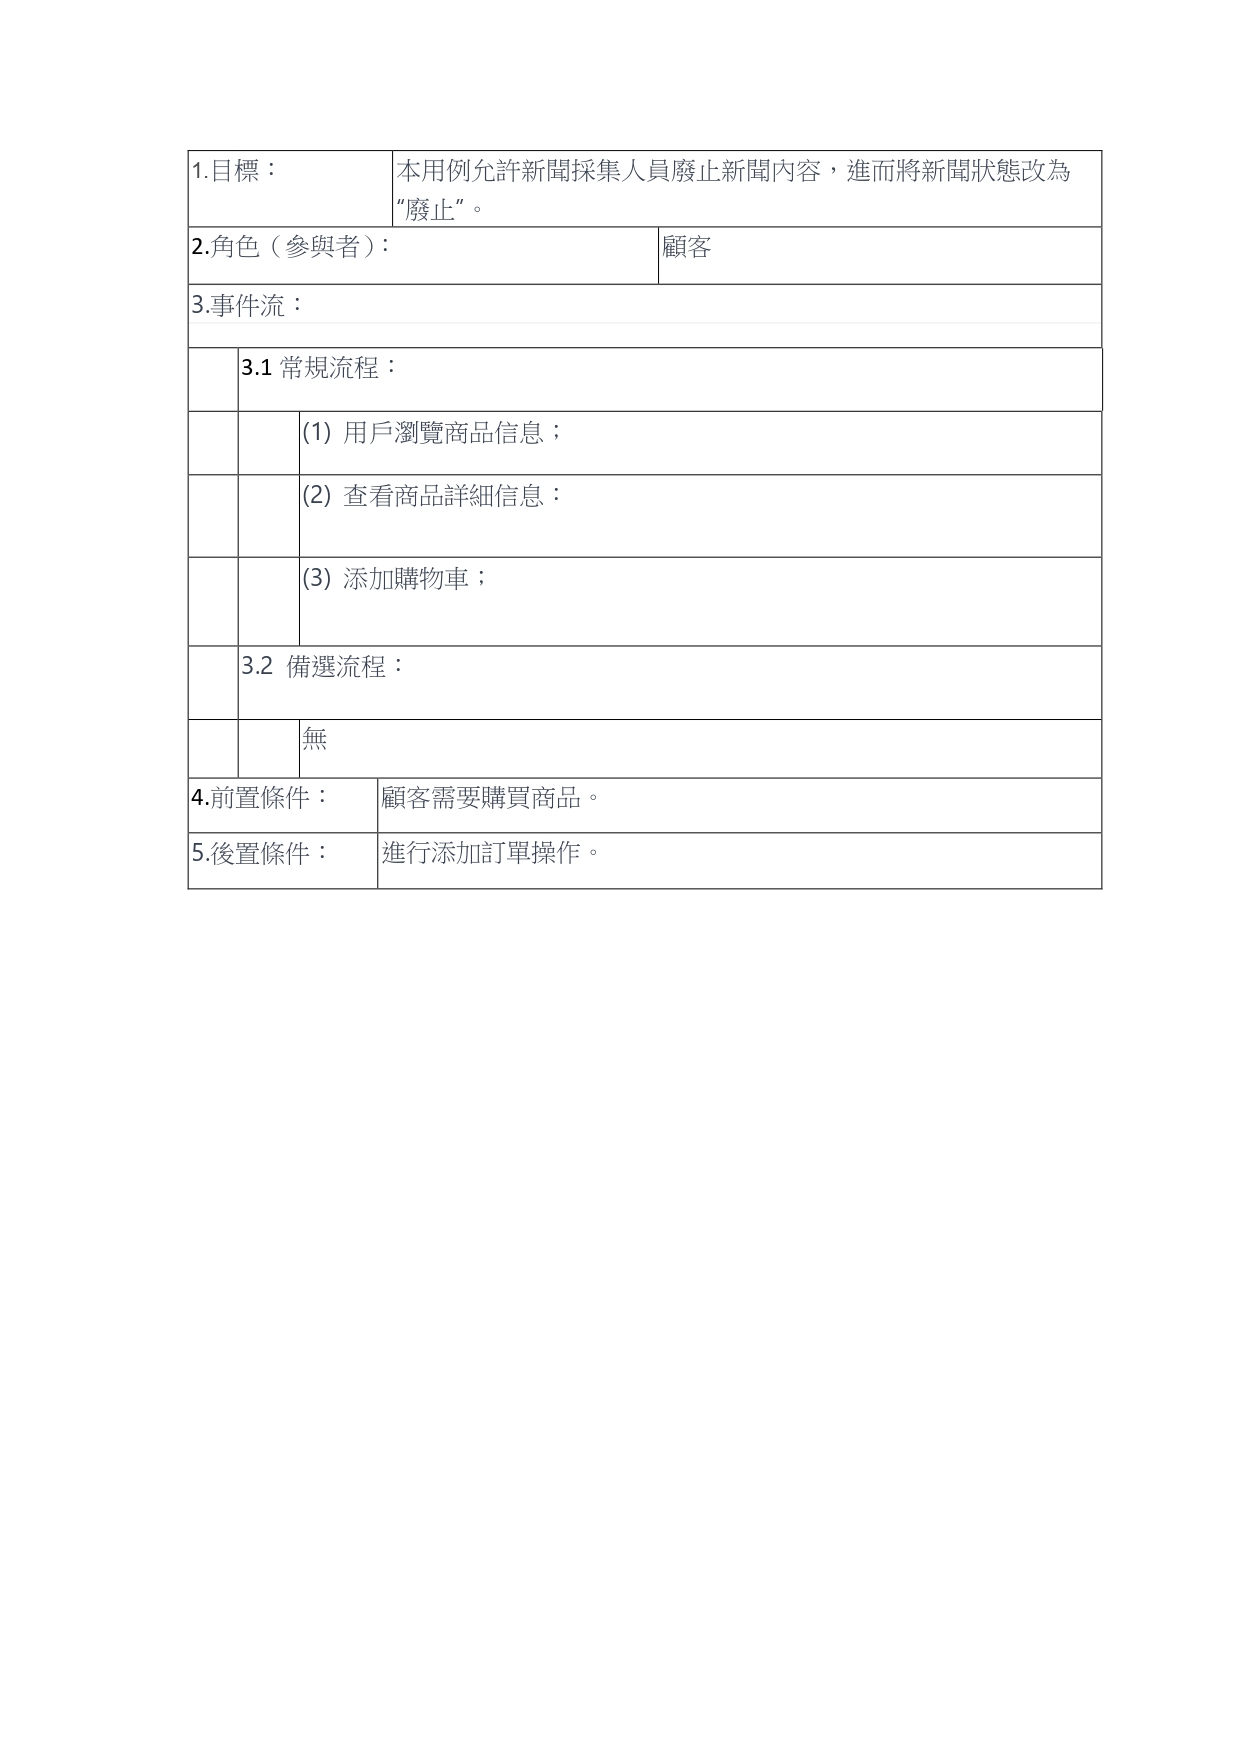 1.目標：
本用例允許新聞採集人員廢止新聞內容，進而將新聞狀態改為
“廢止”。
2.角色（參與者）：
顧客
3.事件流：
3.1 常規流程：
(1) 用戶瀏覽商品信息；
(2) 查看商品詳細信息：
(3) 添加購物車；
3.2 備選流程：
無
4.前置條件：
顧客需要購買商品。
5.後置條件：
進行添加訂單操作。